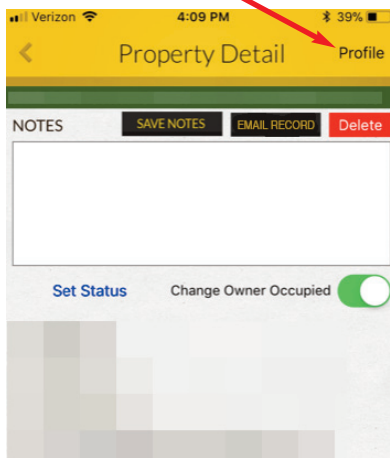 Verizon 4:09 PM 39%
Property Detail Profile
NOTES SAVE NOTES EMAIL RECORD Delete
Set Status Change Owner Occupied